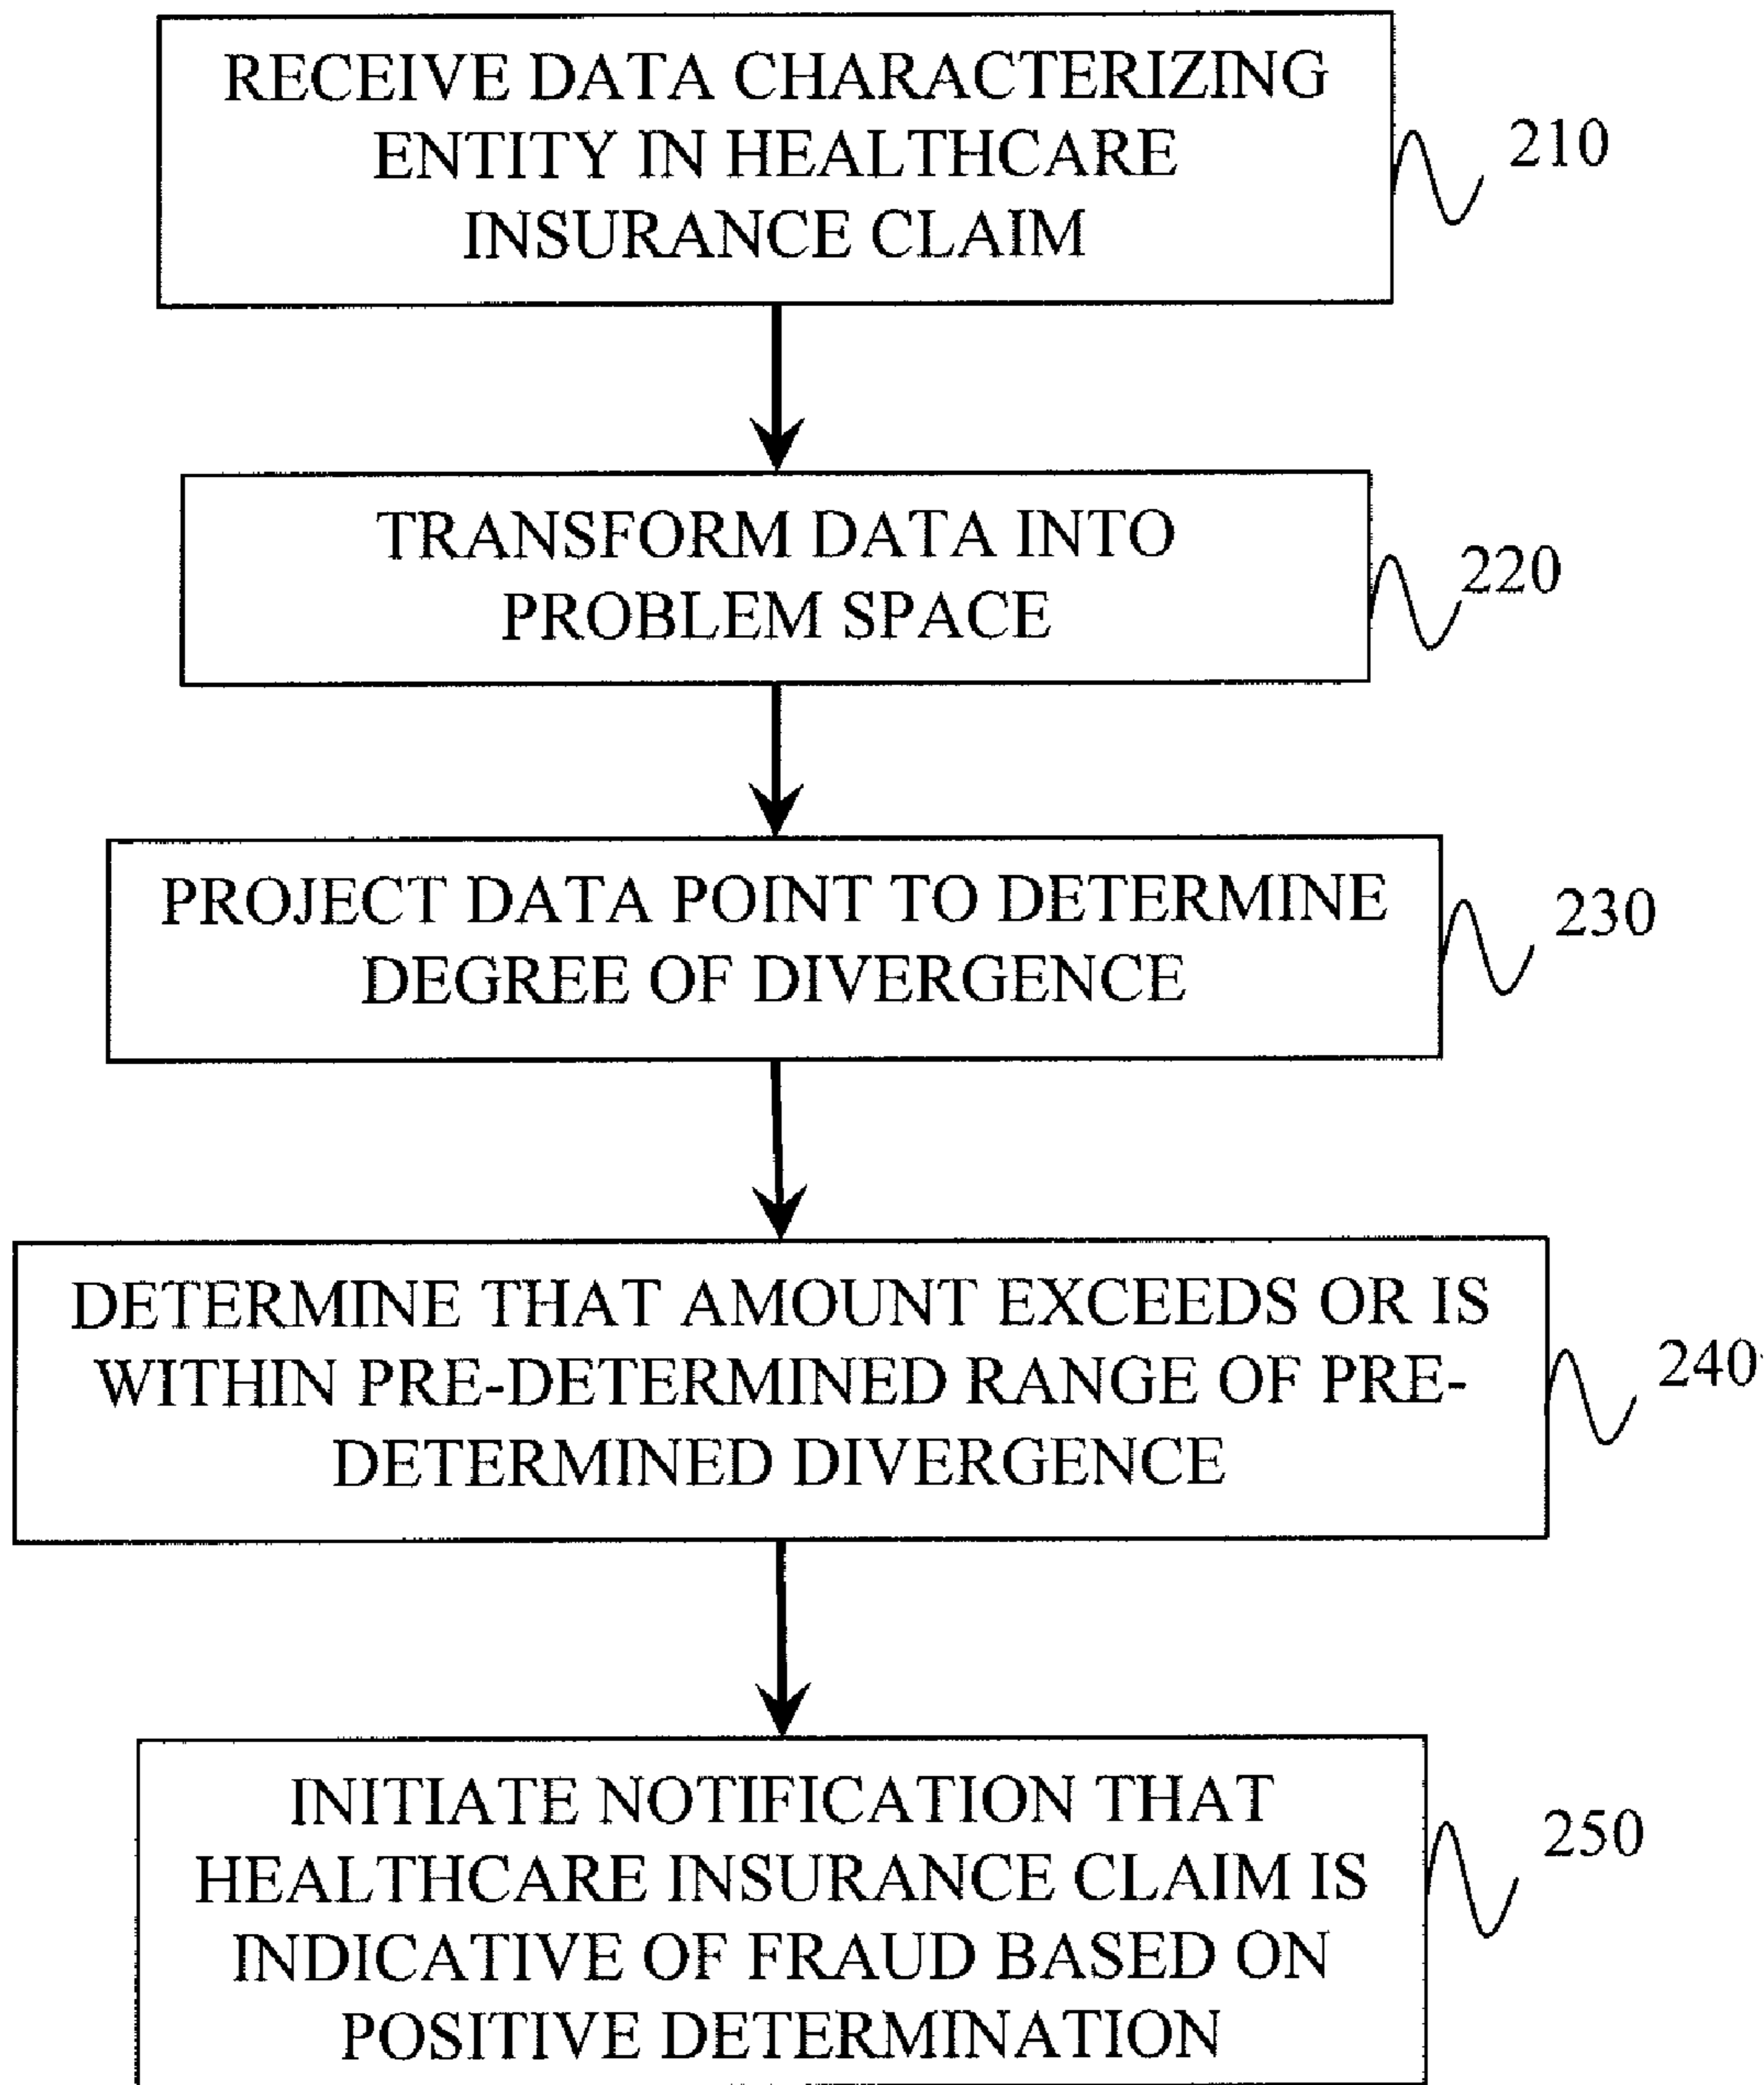 RECEIVE DATA CHARACTERIZING
ENTITY IN HEALTHCARE
INSURANCE CLAIM
210
TRANSFORM DATA INTO
PROBLEM SPACE
220
PROJECT DATA POINT TO DETERMINE
DEGREE OF DIVERGENCE
230
DETERMINE THAT AMOUNT EXCEEDS OR IS
WITHIN PRE-DETERMINED RANGE OF PRE-
DETERMINED DIVERGENCE
240
INITIATE NOTIFICATION THAT
HEALTHCARE INSURANCE CLAIM IS
INDICATIVE OF FRAUD BASED ON
POSITIVE DETERMINATION
250